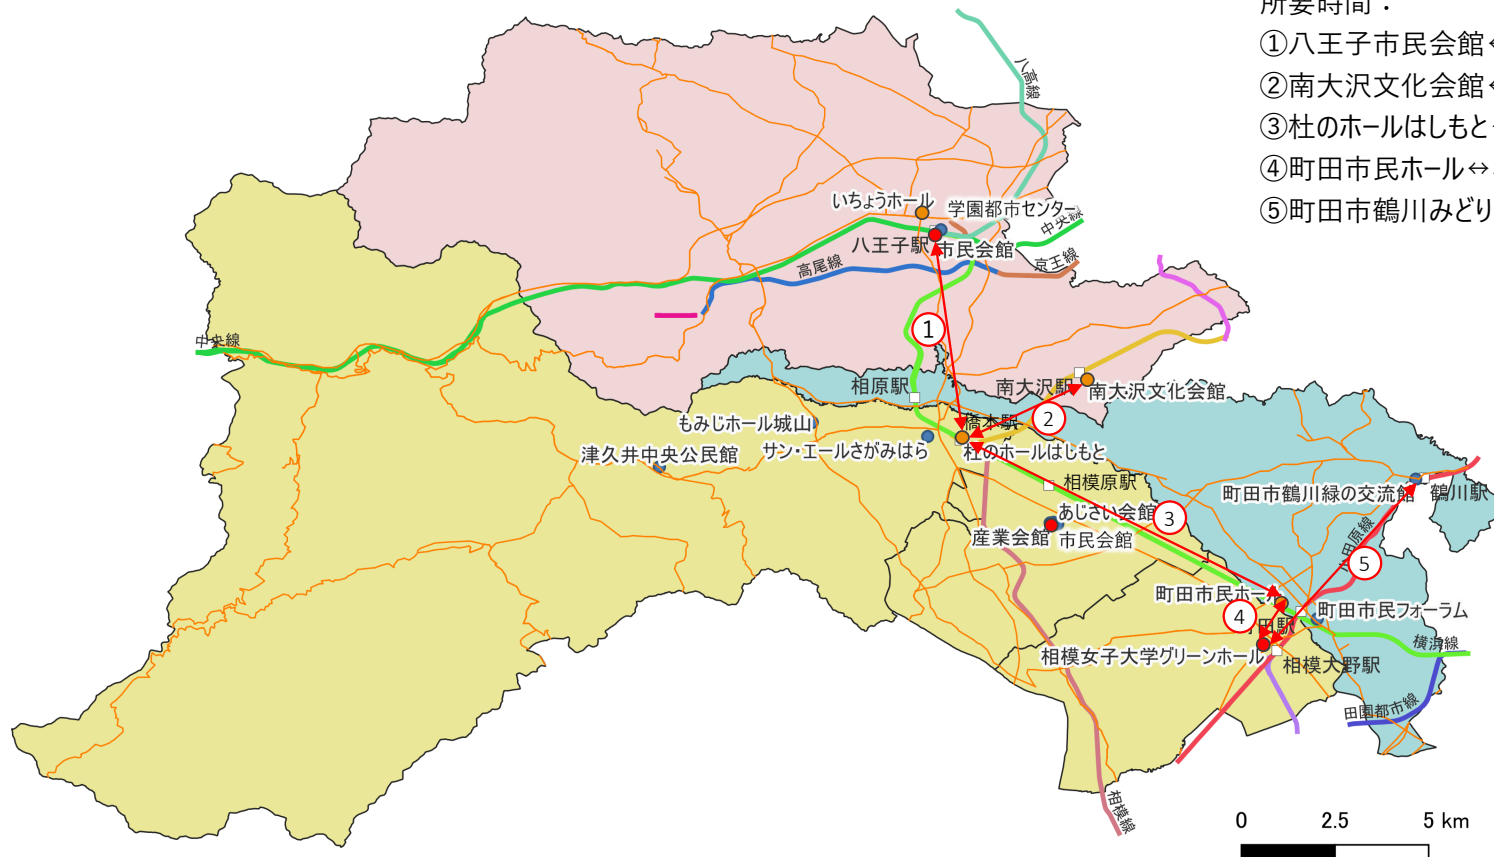 所要時間：
①八王子市民会館
②南大沢文化会館
③杜のホールはしもと
④町田市民ホール↔
⑤町田市鶴川みどり
八高線
いちょうホール
学園都市センター
中央線
八王子駅
市民会館
高尾線
京王線
中央線
1
相原駅
南大沢駅
南大沢文化会館
2
もみじホール城山
橋本駅
サン・エールさがみはら
杜のホールはしもと
津久井中央公民館
相模原駅
町田市鶴川緑の交流館
鶴川駅
あじさい会館
3
産業会館
市民会館
小田原線
5
町田市民ホール
町田市民フォーラム
4
町田駅
横浜線
相模女子大学グリーンホール
相模大野駅
田園都市線
相模線
0 2.5 5 km